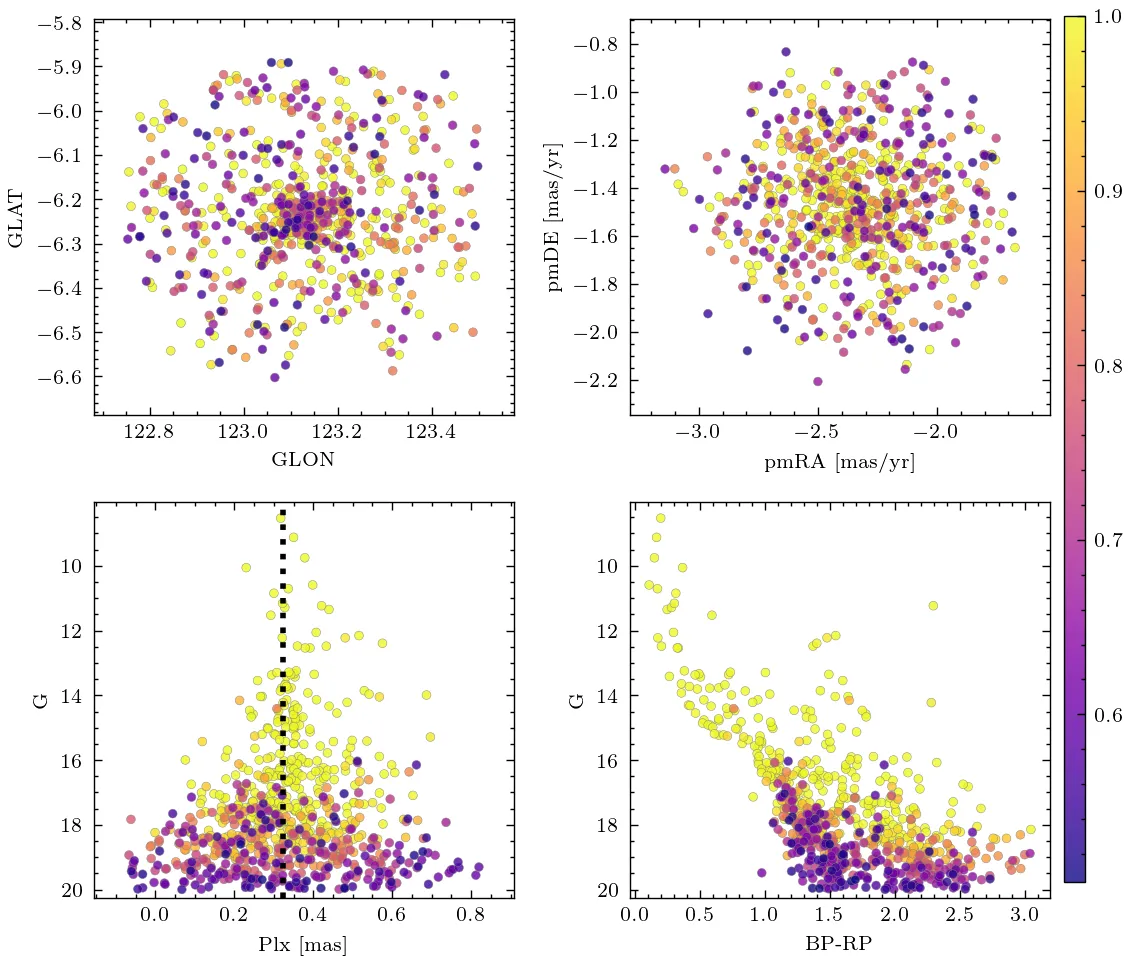 −5.8
−5.9
−6.0
−6.1
−6.2
−6.3
−6.4
−6.5
−6.6
GLAT
122.8 123.0 123.2 123.4
GLON
−0.8
−1.0
−1.2
−1.4
−1.6
−1.8
−2.0
−2.2
pmDE [mas/yr]
−3.0 −2.5 −2.0
pmRA [mas/yr]
1.0
0.9
0.8
0.7
0.6
10
12
14
16
18
20
G
0.0 0.2 0.4 0.6 0.8
Plx [mas]
10
12
14
16
18
20
G
0.0 0.5 1.0 1.5 2.0 2.5 3.0
BP-RP